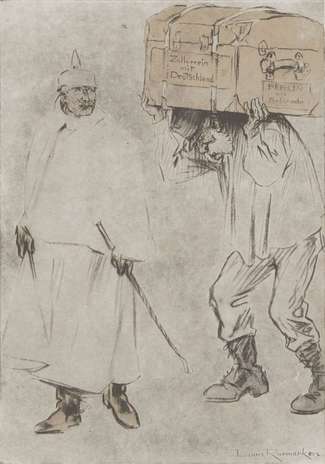 Zollverein
mit
Deutschland
BERLIN
Louis Raemaekers